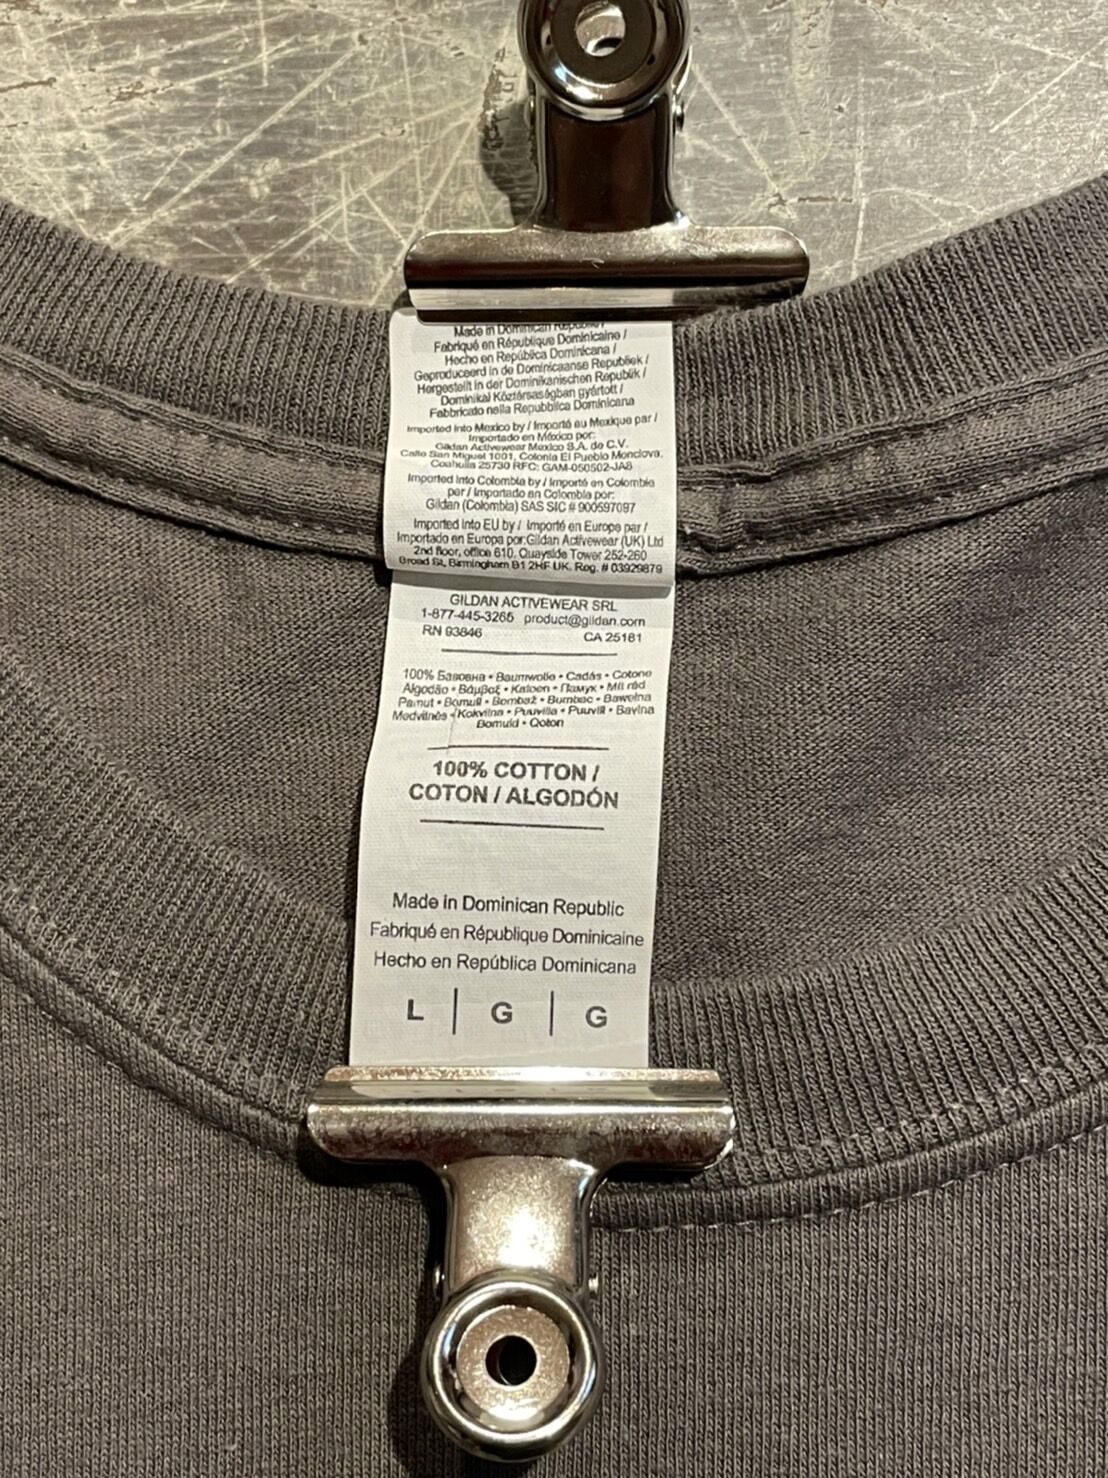 Made in Dominican Republic /
Fabriqué en République Dominicaine /
Hecho en República Dominicana /
Geproduceerd in de Dominicaanse Republiek /
Hergestellt in der Dominikanischen Republik /
Dominikai Köztársaságban gyártott /
Fabbricato nella Repubblica Dominicana
Imported into Mexico by / Importé au Mexique par /
Importado en México por:
Gildan Activewear Mexico S.A. de C.V.
Calle San Miguel 1001, Colonia El Pueblo Monclova,
Coahuila 25730 RFC: GAM-050502-JA8
Imported into Colombia by / Importé en Colombie
par / Importado en Colombia por:
Gildan (Colombia) SAS SIC # 900597097
Imported into EU by / Importé en Europe par /
Importado en Europa por:Gildan Activewear (UK) Ltd
2nd floor, office 610, Quayside Tower 252-260
Broad St, Birmingham B1 2HF UK. Reg. # 03929879
GILDAN ACTIVEWEAR SRL
1-877-445-3265 product@gildan.com
RN 93846 CA 25181
100% Бавовна • Baumwolle • Cadás • Cotone
Algodão • Βάμβαξ • Katoen • Памук • Mil rád
Pamut • Bomull • Bombaž • Bumbac • Bawełna
Medvilnės • Kokvilna • Puuvilla • Puuvill • Bavlna
Bomuld • Qoton
100% COTTON /
COTON / ALGODÓN
Made in Dominican Republic
Fabriqué en République Dominicaine
Hecho en República Dominicana
L | G | G